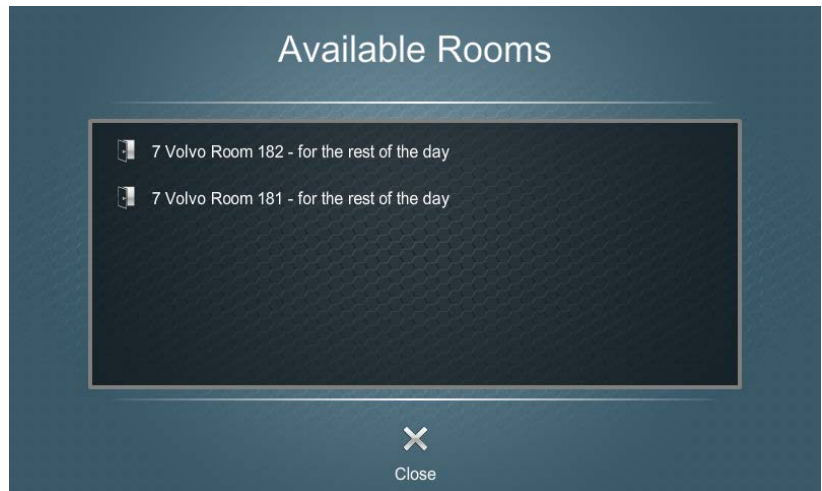 Available Rooms
7 Volvo Room 182 - for the rest of the day
7 Volvo Room 181 - for the rest of the day
Close